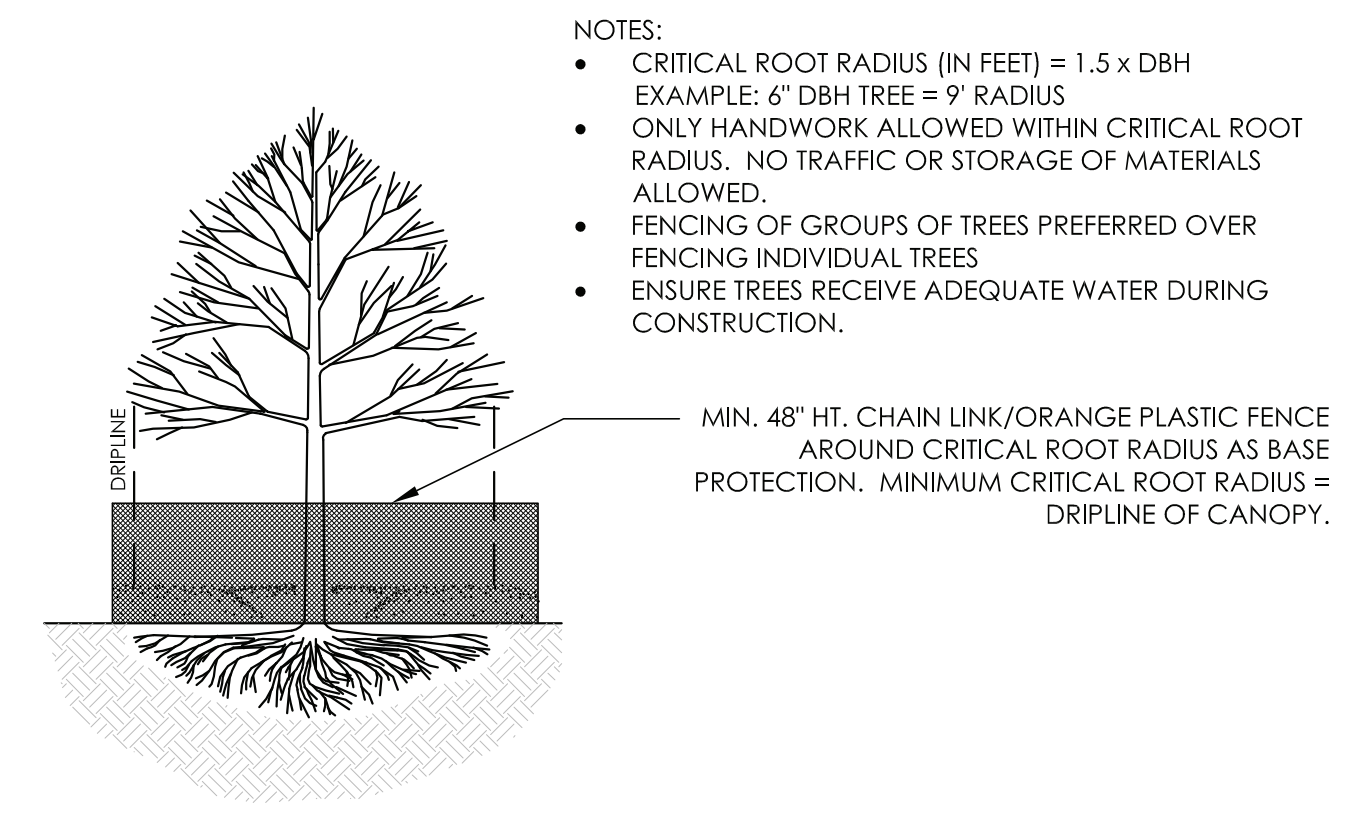 NOTES:
• CRITICAL ROOT RADIUS (IN FEET) = 1.5 x DBH
EXAMPLE: 6" DBH TREE = 9' RADIUS
• ONLY HANDWORK ALLOWED WITHIN CRITICAL ROOT
RADIUS. NO TRAFFIC OR STORAGE OF MATERIALS
ALLOWED.
• FENCING OF GROUPS OF TREES PREFERRED OVER
FENCING INDIVIDUAL TREES
• ENSURE TREES RECEIVE ADEQUATE WATER DURING
CONSTRUCTION.
DRIPLINE
MIN. 48" HT. CHAIN LINK/ORANGE PLASTIC FENCE
AROUND CRITICAL ROOT RADIUS AS BASE
PROTECTION. MINIMUM CRITICAL ROOT RADIUS =
DRIPLINE OF CANOPY.